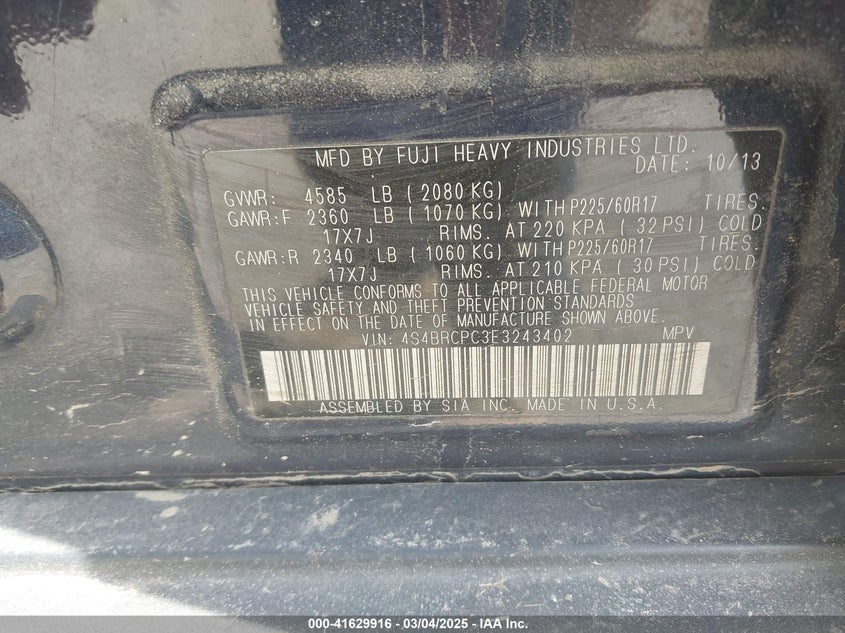 MFD BY FUJI HEAVY INDUSTRIES LTD.
DATE: 10/13
GVWR: 4585 LB ( 2080 KG)
GAWR:F 2360 LB ( 1070 KG) WITH P225/60R17 TIRES.
17X7J RIMS. AT 220 KPA ( 32 PSI) COLD
GAWR:R 2340 LB ( 1060 KG) WITH P225/60R17 TIRES.
17X7J RIMS. AT 210 KPA ( 30 PSI) COLD
THIS VEHICLE CONFORMS TO ALL APPLICABLE FEDERAL MOTOR
VEHICLE SAFETY AND THEFT PREVENTION STANDARDS
IN EFFECT ON THE DATE OF MANUFACTURE SHOWN ABOVE.
VIN: 4S4BRCPC3E3243402 MPV
ASSEMBLED BY SIA INC. MADE IN U.S.A.
000-41629916 - 03/04/2025 - IAA Inc.